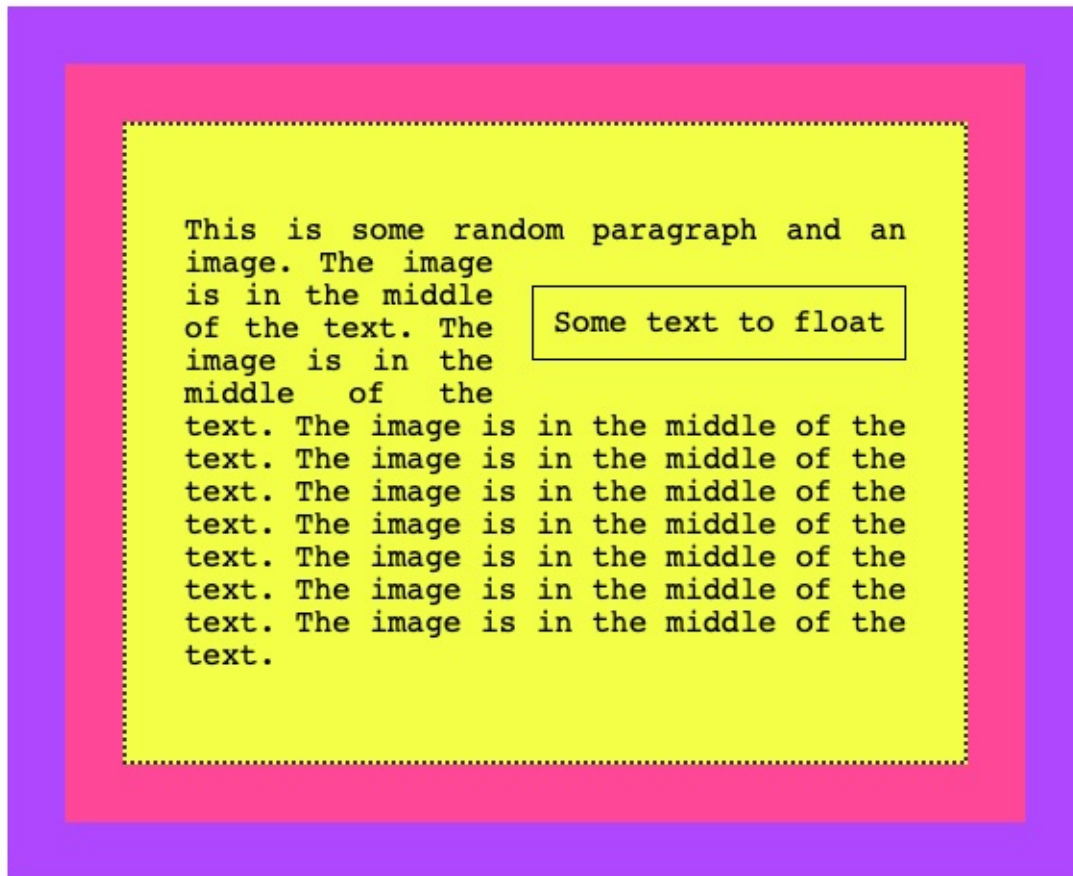 This is some random paragraph and an
image. The image
is in the middle
of the text. The
image is in the
middle of the
Some text to float
text. The image is in the middle of the
text. The image is in the middle of the
text. The image is in the middle of the
text. The image is in the middle of the
text. The image is in the middle of the
text. The image is in the middle of the
text. The image is in the middle of the
text.